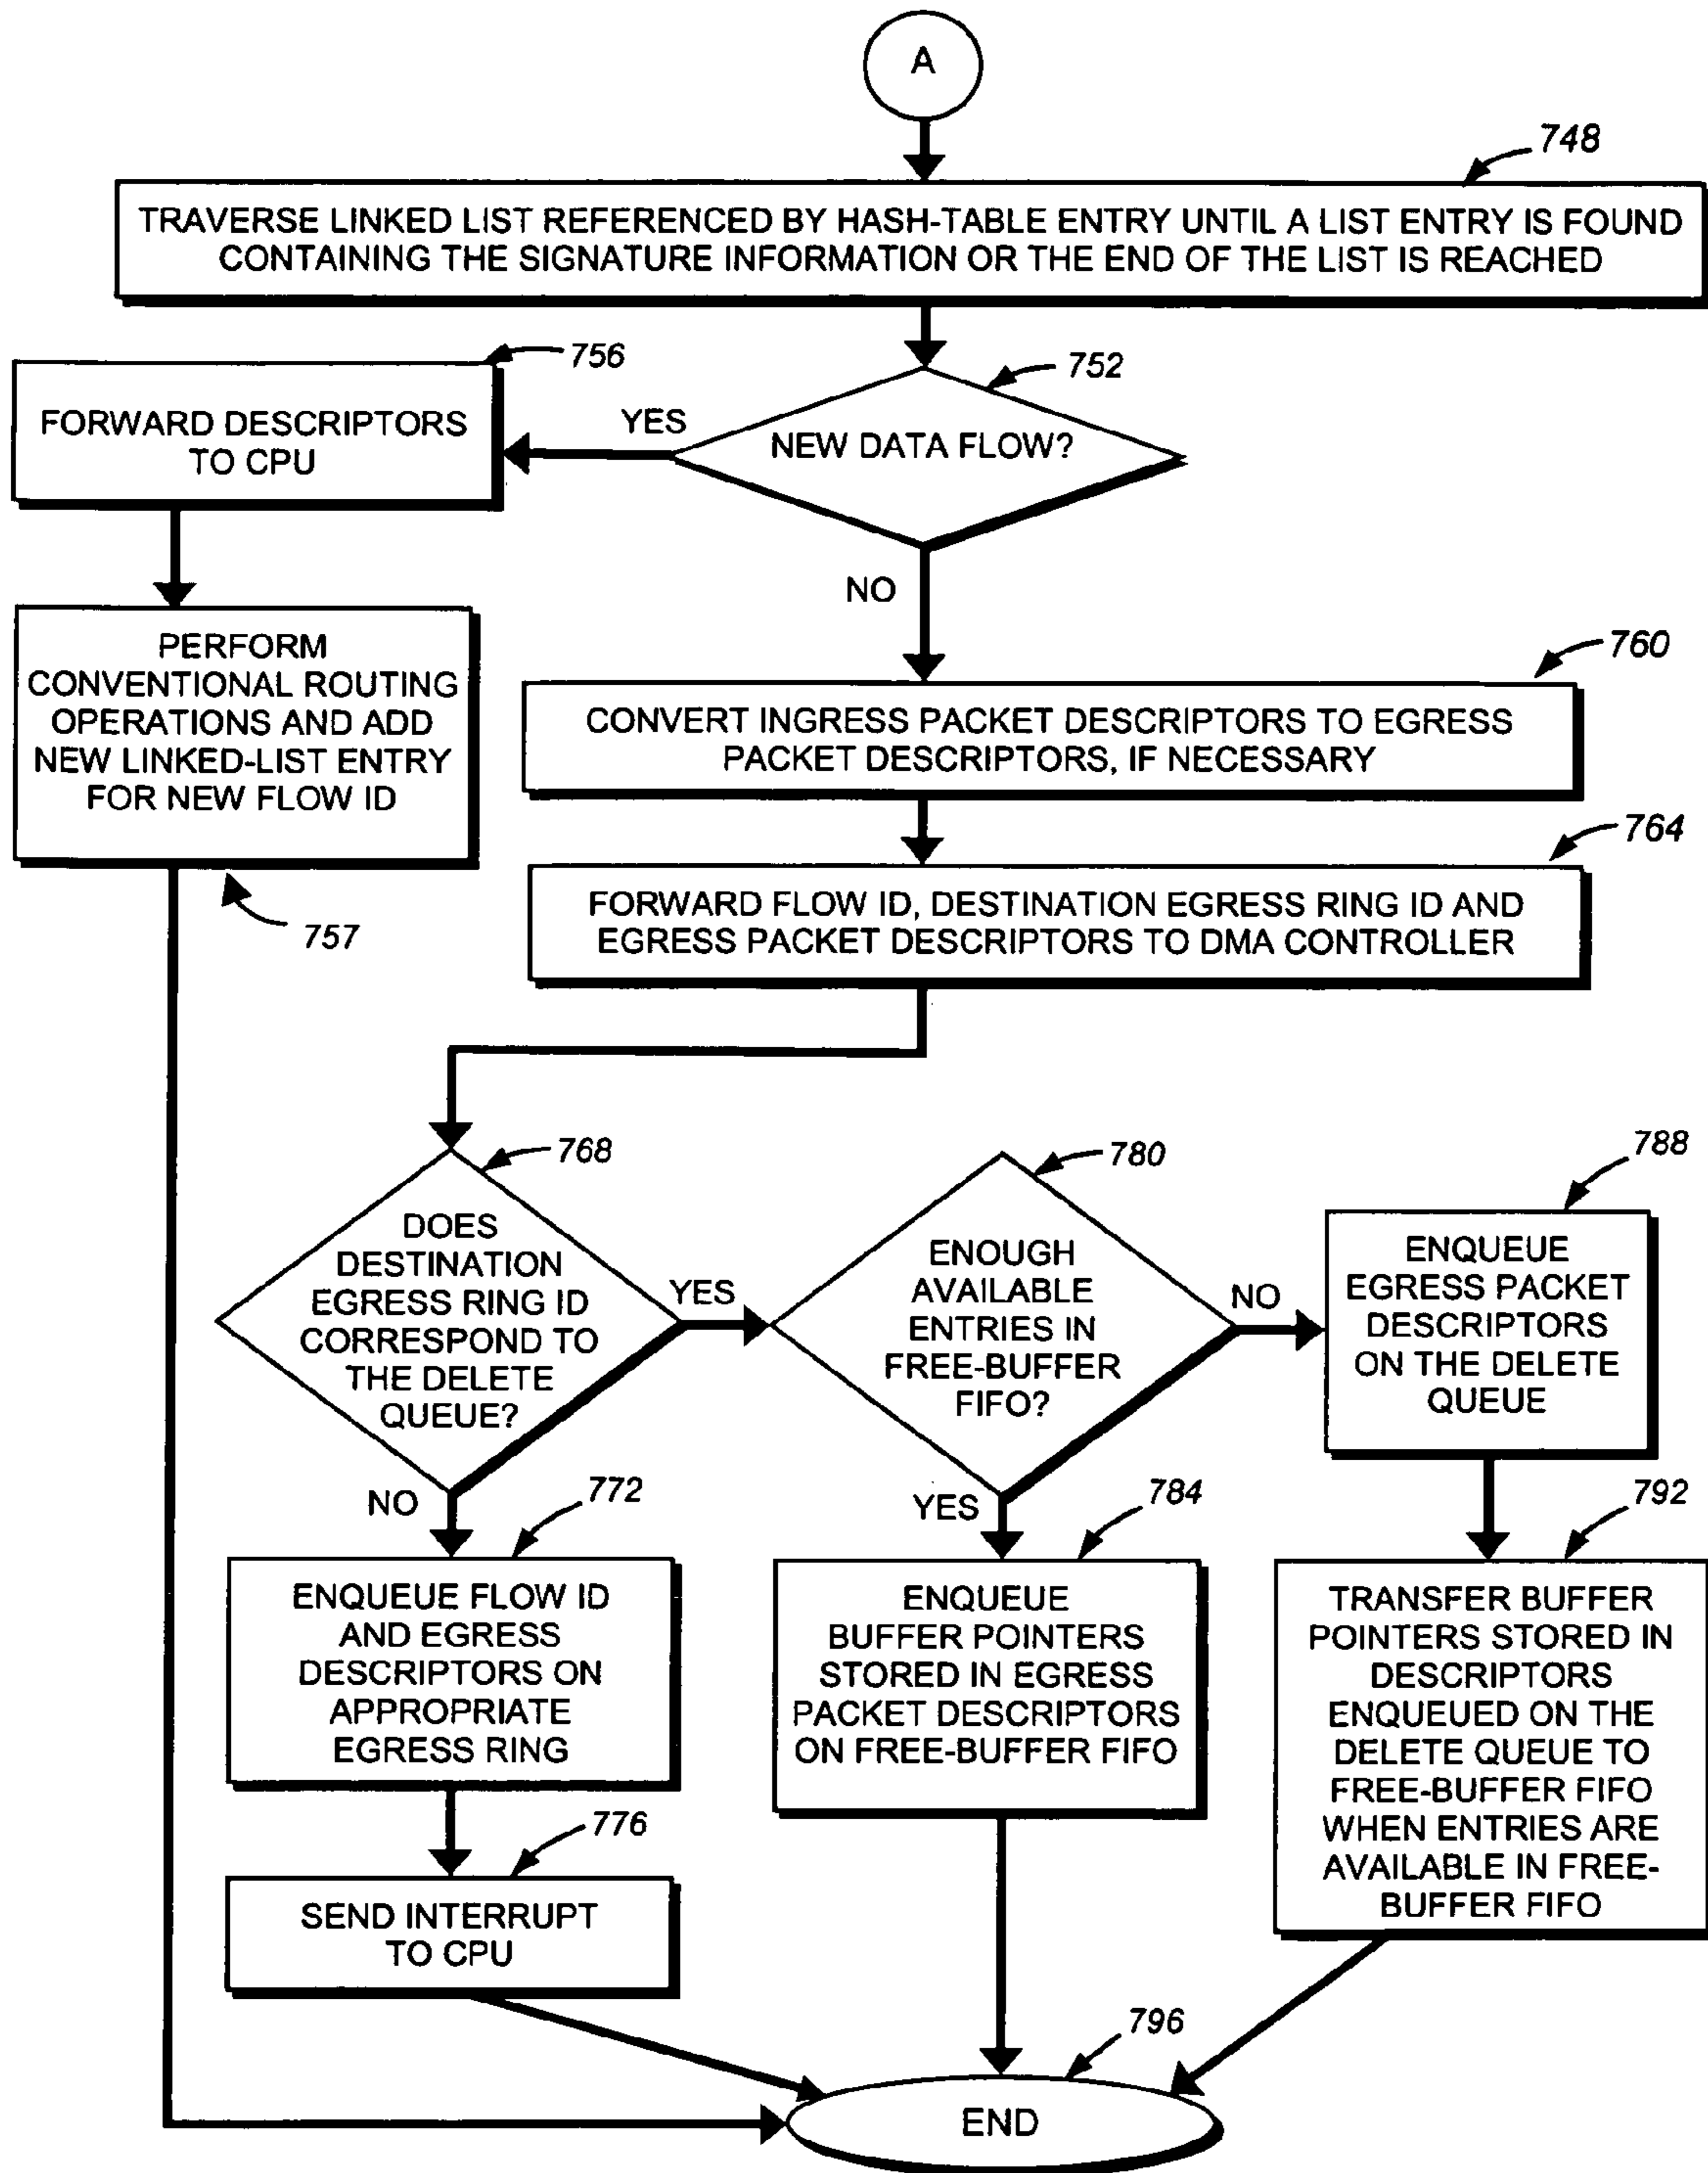 A
748
TRAVERSE LINKED LIST REFERENCED BY HASH-TABLE ENTRY UNTIL A LIST ENTRY IS FOUND
CONTAINING THE SIGNATURE INFORMATION OR THE END OF THE LIST IS REACHED
756
FORWARD DESCRIPTORS
TO CPU
YES
752
NEW DATA FLOW?
NO
PERFORM
CONVENTIONAL ROUTING
OPERATIONS AND ADD
NEW LINKED-LIST ENTRY
FOR NEW FLOW ID
757
760
CONVERT INGRESS PACKET DESCRIPTORS TO EGRESS
PACKET DESCRIPTORS, IF NECESSARY
764
FORWARD FLOW ID, DESTINATION EGRESS RING ID AND
EGRESS PACKET DESCRIPTORS TO DMA CONTROLLER
768
DOES
DESTINATION
EGRESS RING ID
CORRESPOND TO
THE DELETE
QUEUE?
YES
NO
780
ENOUGH
AVAILABLE
ENTRIES IN
FREE-BUFFER
FIFO?
NO
YES
788
ENQUEUE
EGRESS PACKET
DESCRIPTORS
ON THE DELETE
QUEUE
772
ENQUEUE FLOW ID
AND EGRESS
DESCRIPTORS ON
APPROPRIATE
EGRESS RING
784
ENQUEUE
BUFFER POINTERS
STORED IN EGRESS
PACKET DESCRIPTORS
ON FREE-BUFFER FIFO
792
TRANSFER BUFFER
POINTERS STORED IN
DESCRIPTORS
ENQUEUED ON THE
DELETE QUEUE TO
FREE-BUFFER FIFO
WHEN ENTRIES ARE
AVAILABLE IN FREE-
BUFFER FIFO
776
SEND INTERRUPT
TO CPU
796
END